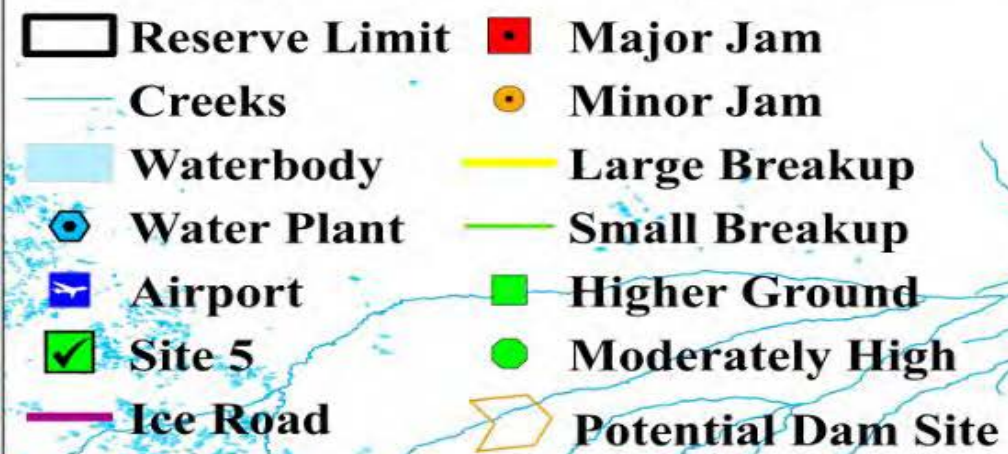 Reserve Limit
Creeks
Waterbody
Water Plant
Airport
Site 5
Ice Road
Major Jam
Minor Jam
Large Breakup
Small Breakup
Higher Ground
Moderately High
Potential Dam Site